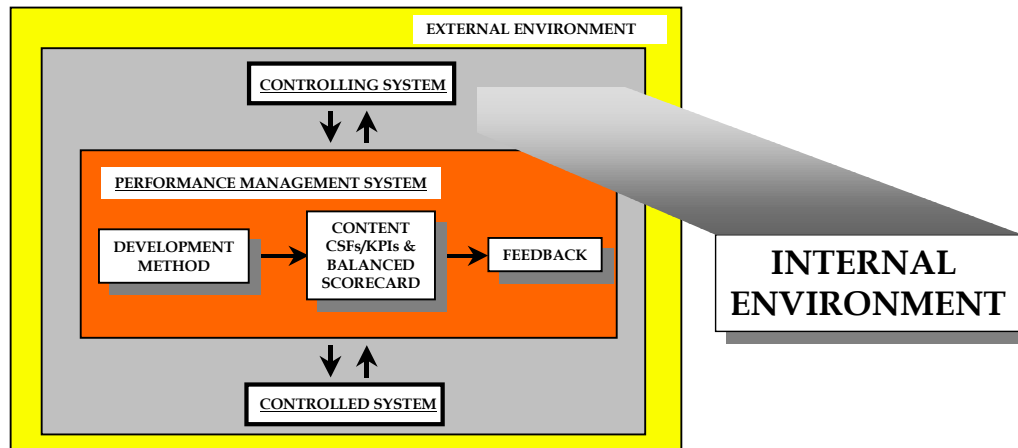 EXTERNAL ENVIRONMENT
CONTROLLING SYSTEM
PERFORMANCE MANAGEMENT SYSTEM
DEVELOPMENT
METHOD
CONTENT
CSFs/KPIs &
BALANCED
SCORECARD
FEEDBACK
INTERNAL
ENVIRONMENT
CONTROLLED SYSTEM